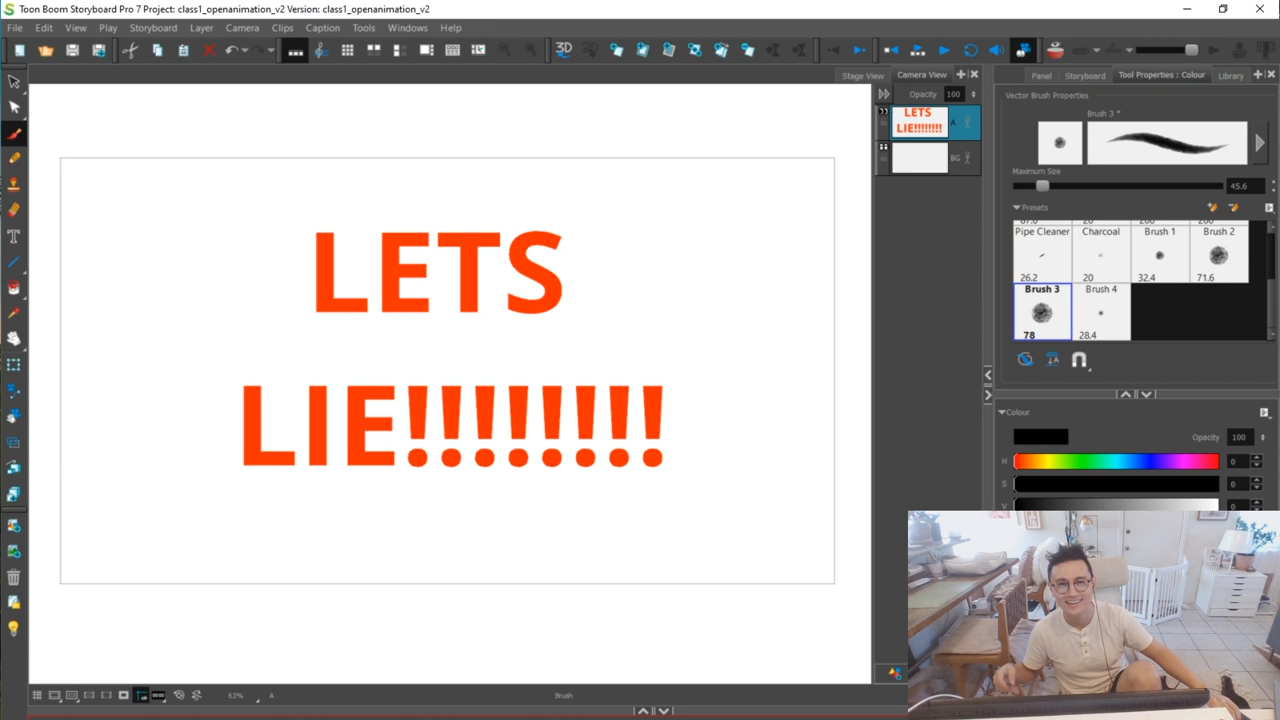 Toon Boom Storyboard Pro 7 Project: class1_openanimation_v2 Version: class1_openanimation_v2
File Edit View Play Storyboard Layer Camera Clips Caption Tools Windows Help
3D
Stage View Camera View
Panel Storyboard Tool Properties : Colour Library
Opacity 100
Vector Brush Properties
Brush 3 *
LETS
LIE!!!!!!!!
A
BG
Maximum Size
45.6
Presets
Pipe Cleaner Charcoal Brush 1 Brush 2
26.2 20 32.4 71.6
Brush 3 Brush 4
78 28.4
LETS
LIE!!!!!!!!
Colour
Opacity 100
H 0
S 0
V 0
63% A Brush